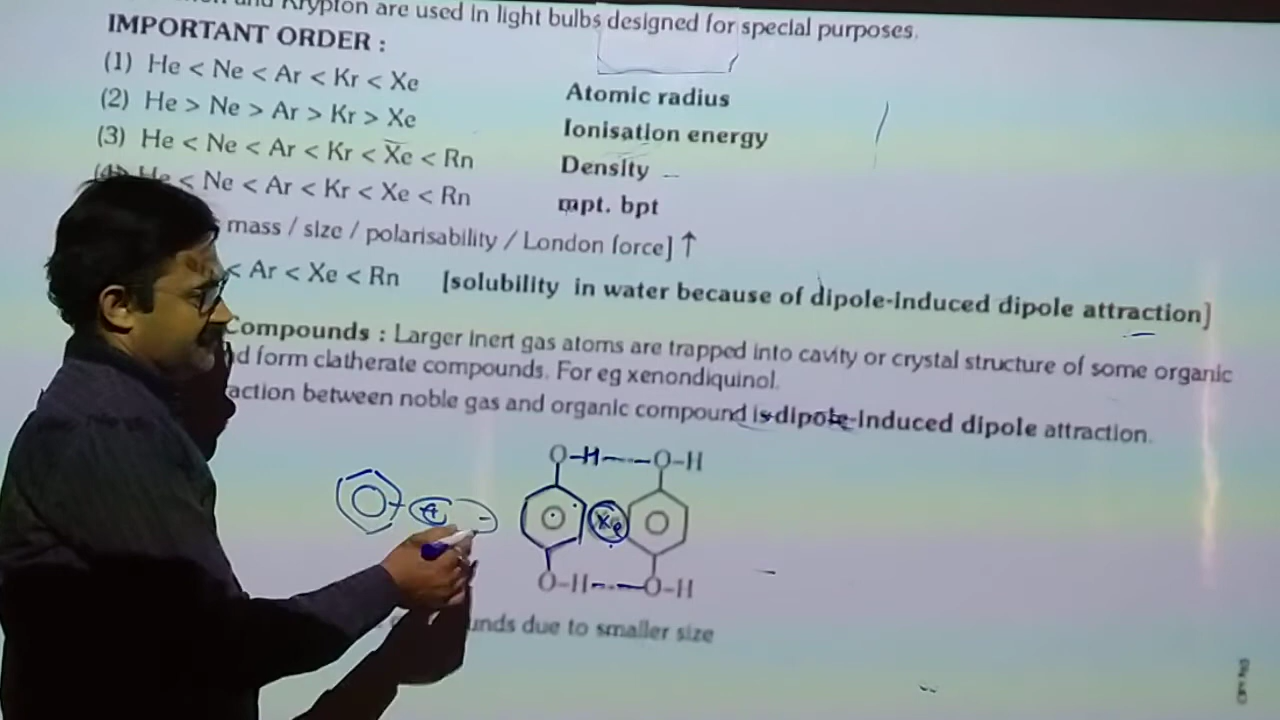 and Krypton are used in light bulbs designed for special purposes.
IMPORTANT ORDER :
(1) He < Ne < Ar < Kr < Xe Atomic radius
(2) He > Ne > Ar > Kr > Xe Ionisation energy
(3) He < Ne < Ar < Kr < Xe < Rn Density
(4) He < Ne < Ar < Kr < Xe < Rn mpt. bpt
mass / size / polarisability / London force] ↑
< Ar < Xe < Rn [solubility in water because of dipole-induced dipole attraction]
Compounds : Larger inert gas atoms are trapped into cavity or crystal structure of some organic
form clatherate compounds. For eg xenondiquinol.
between noble gas and organic compound is dipole-induced dipole attraction.
O-H----O-H
Xe
O-H----O-H
due to smaller size